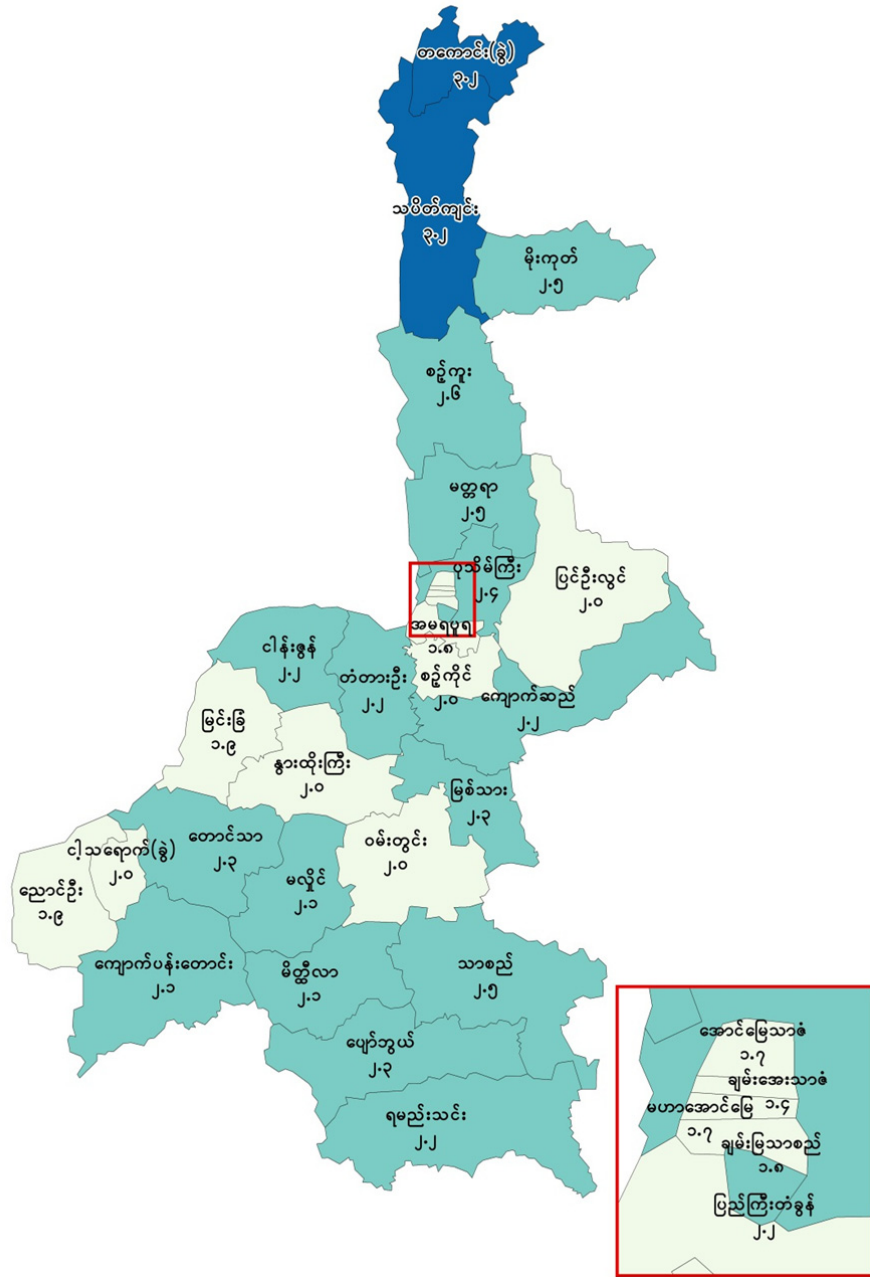 တကောင်း(ခွဲ)
၃.၂
သပိတ်ကျင်း
၃.၂
မိုးကုတ်
၂.၅
စဉ့်ကူး
၂.၆
မတ္တရာ
၂.၅
ပုသိမ်ကြီး
၂.၄
ပြင်ဦးလွင်
၂.၀
အမရပူရ
၁.၈
စဉ့်ကိုင်
၂.၀
ငါန်းဇွန်
၂.၂
တံတားဦး
၂.၂
ကျောက်ဆည်
၂.၂
မြင်းခြံ
၁.၉
နွားထိုးကြီး
၂.၀
မြစ်သား
၂.၃
တောင်သာ
၂.၃
ဝမ်းတွင်း
၂.၀
ငါ့သရောက်(ခွဲ)
၂.၀
ညောင်ဦး
၁.၉
မလှိုင်
၂.၁
ကျောက်ပန်းတောင်း
၂.၁
မိတ္ထီလာ
၂.၁
သာစည်
၂.၅
ပျော်ဘွယ်
၂.၃
ရမည်းသင်း
၂.၂
အောင်မြေသာဇံ
၁.၇
ချမ်းအေးသာဇံ
၁.၄
မဟာအောင်မြေ
၁.၇
ချမ်းမြသာစည်
၁.၈
ပြည်ကြီးတံခွန်
၂.၂